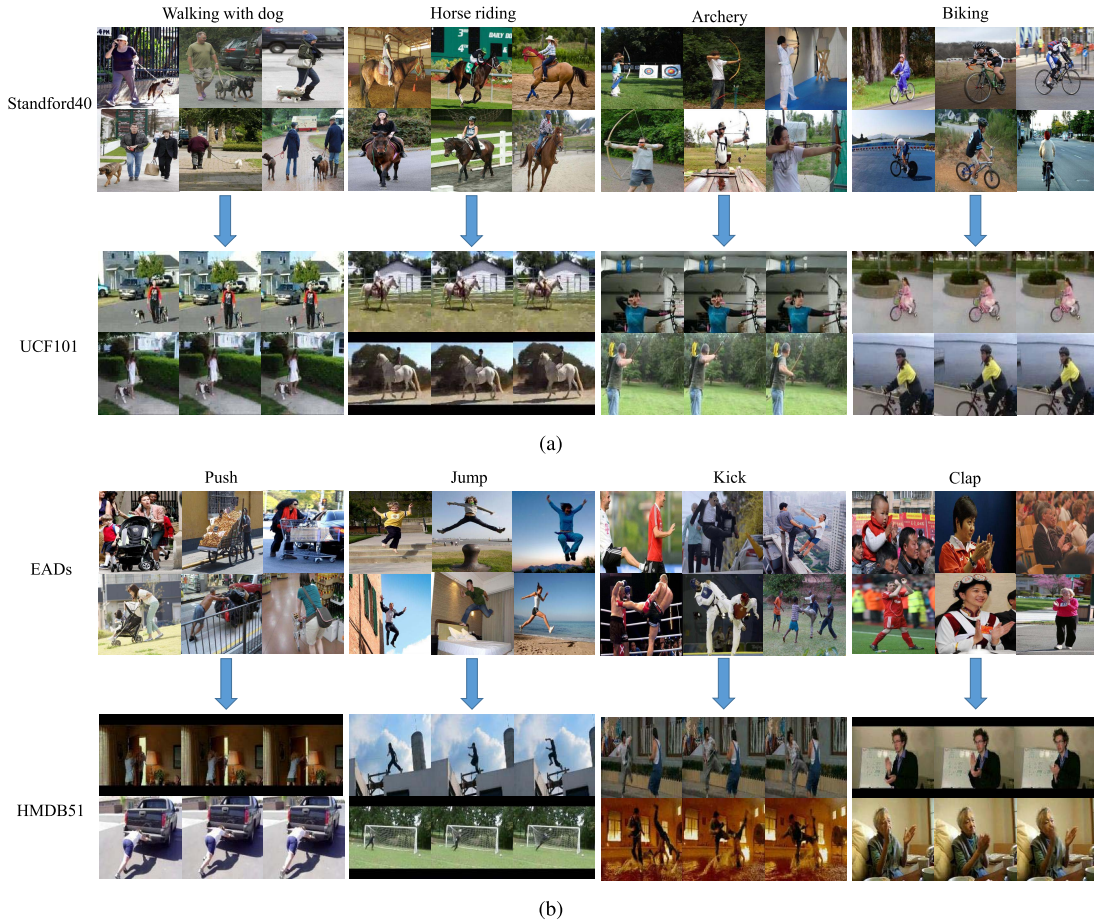 Walking with dog Horse riding Archery Biking
Standford40
UCF101
(a)
Push Jump Kick Clap
EADs
HMDB51
(b)